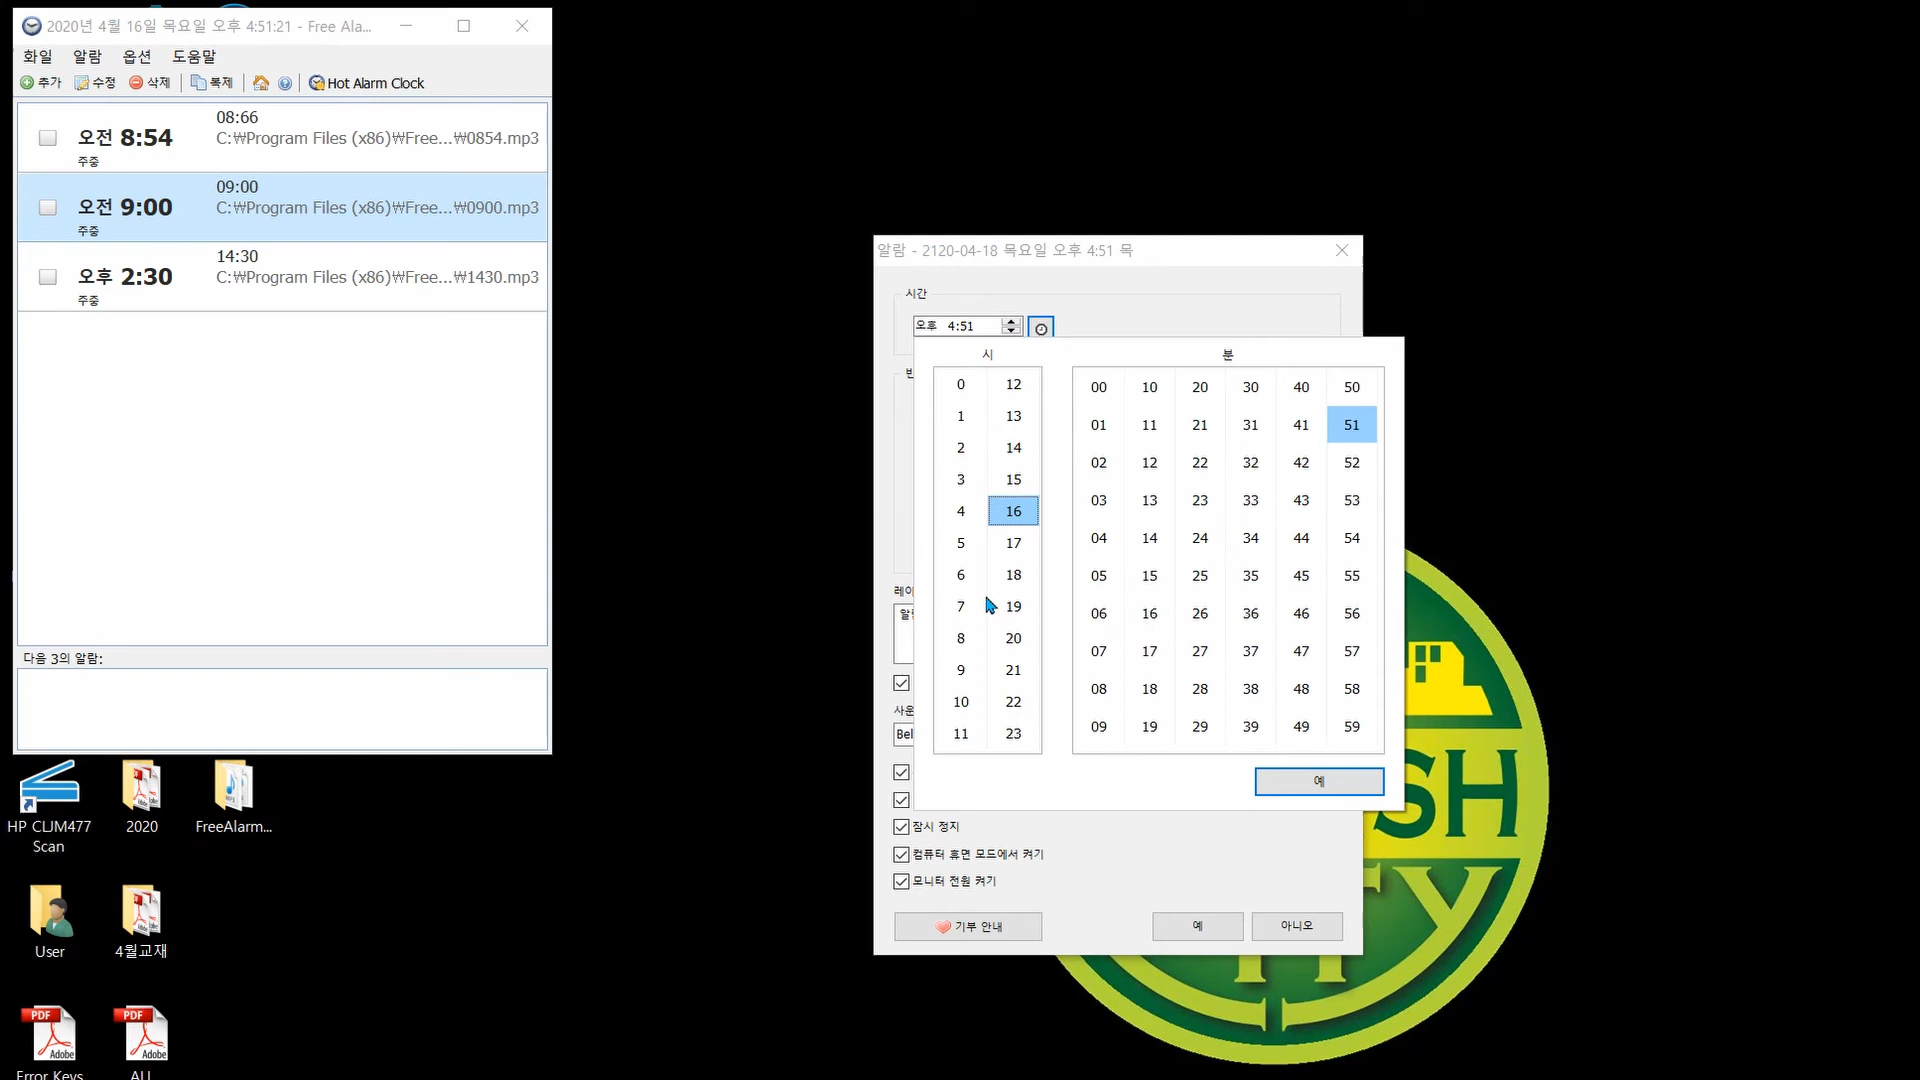 2020년 4월 16일 목요일 오후 4:51:21 - Free Ala...
화일 알람 옵션 도움말
추가 수정 삭제 복제 Hot Alarm Clock
오전 8:54
주중
08:66
C:₩Program Files (x86)₩Free...₩0854.mp3
오전 9:00
주중
09:00
C:₩Program Files (x86)₩Free...₩0900.mp3
오후 2:30
주중
14:30
C:₩Program Files (x86)₩Free...₩1430.mp3
다음 3의 알람:
HP CLJM477 Scan
2020
FreeAlarm...
User
4월교재
PDF
Adobe
Error Keys
PDF
Adobe
ALL
알람 - 2120-04-18 목요일 오후 4:51 목
시간
오후 4:51
시 분
0 12
1 13
2 14
3 15
4 16
5 17
6 18
7 19
8 20
9 21
10 22
11 23
00 10 20 30 40 50
01 11 21 31 41 51
02 12 22 32 42 52
03 13 23 33 43 53
04 14 24 34 44 54
05 15 25 35 45 55
06 16 26 36 46 56
07 17 27 37 47 57
08 18 28 38 48 58
09 19 29 39 49 59
예
Bel
잠시 정지
컴퓨터 휴면 모드에서 켜기
모니터 전원 켜기
기부 안내 예 아니오
SH
TY